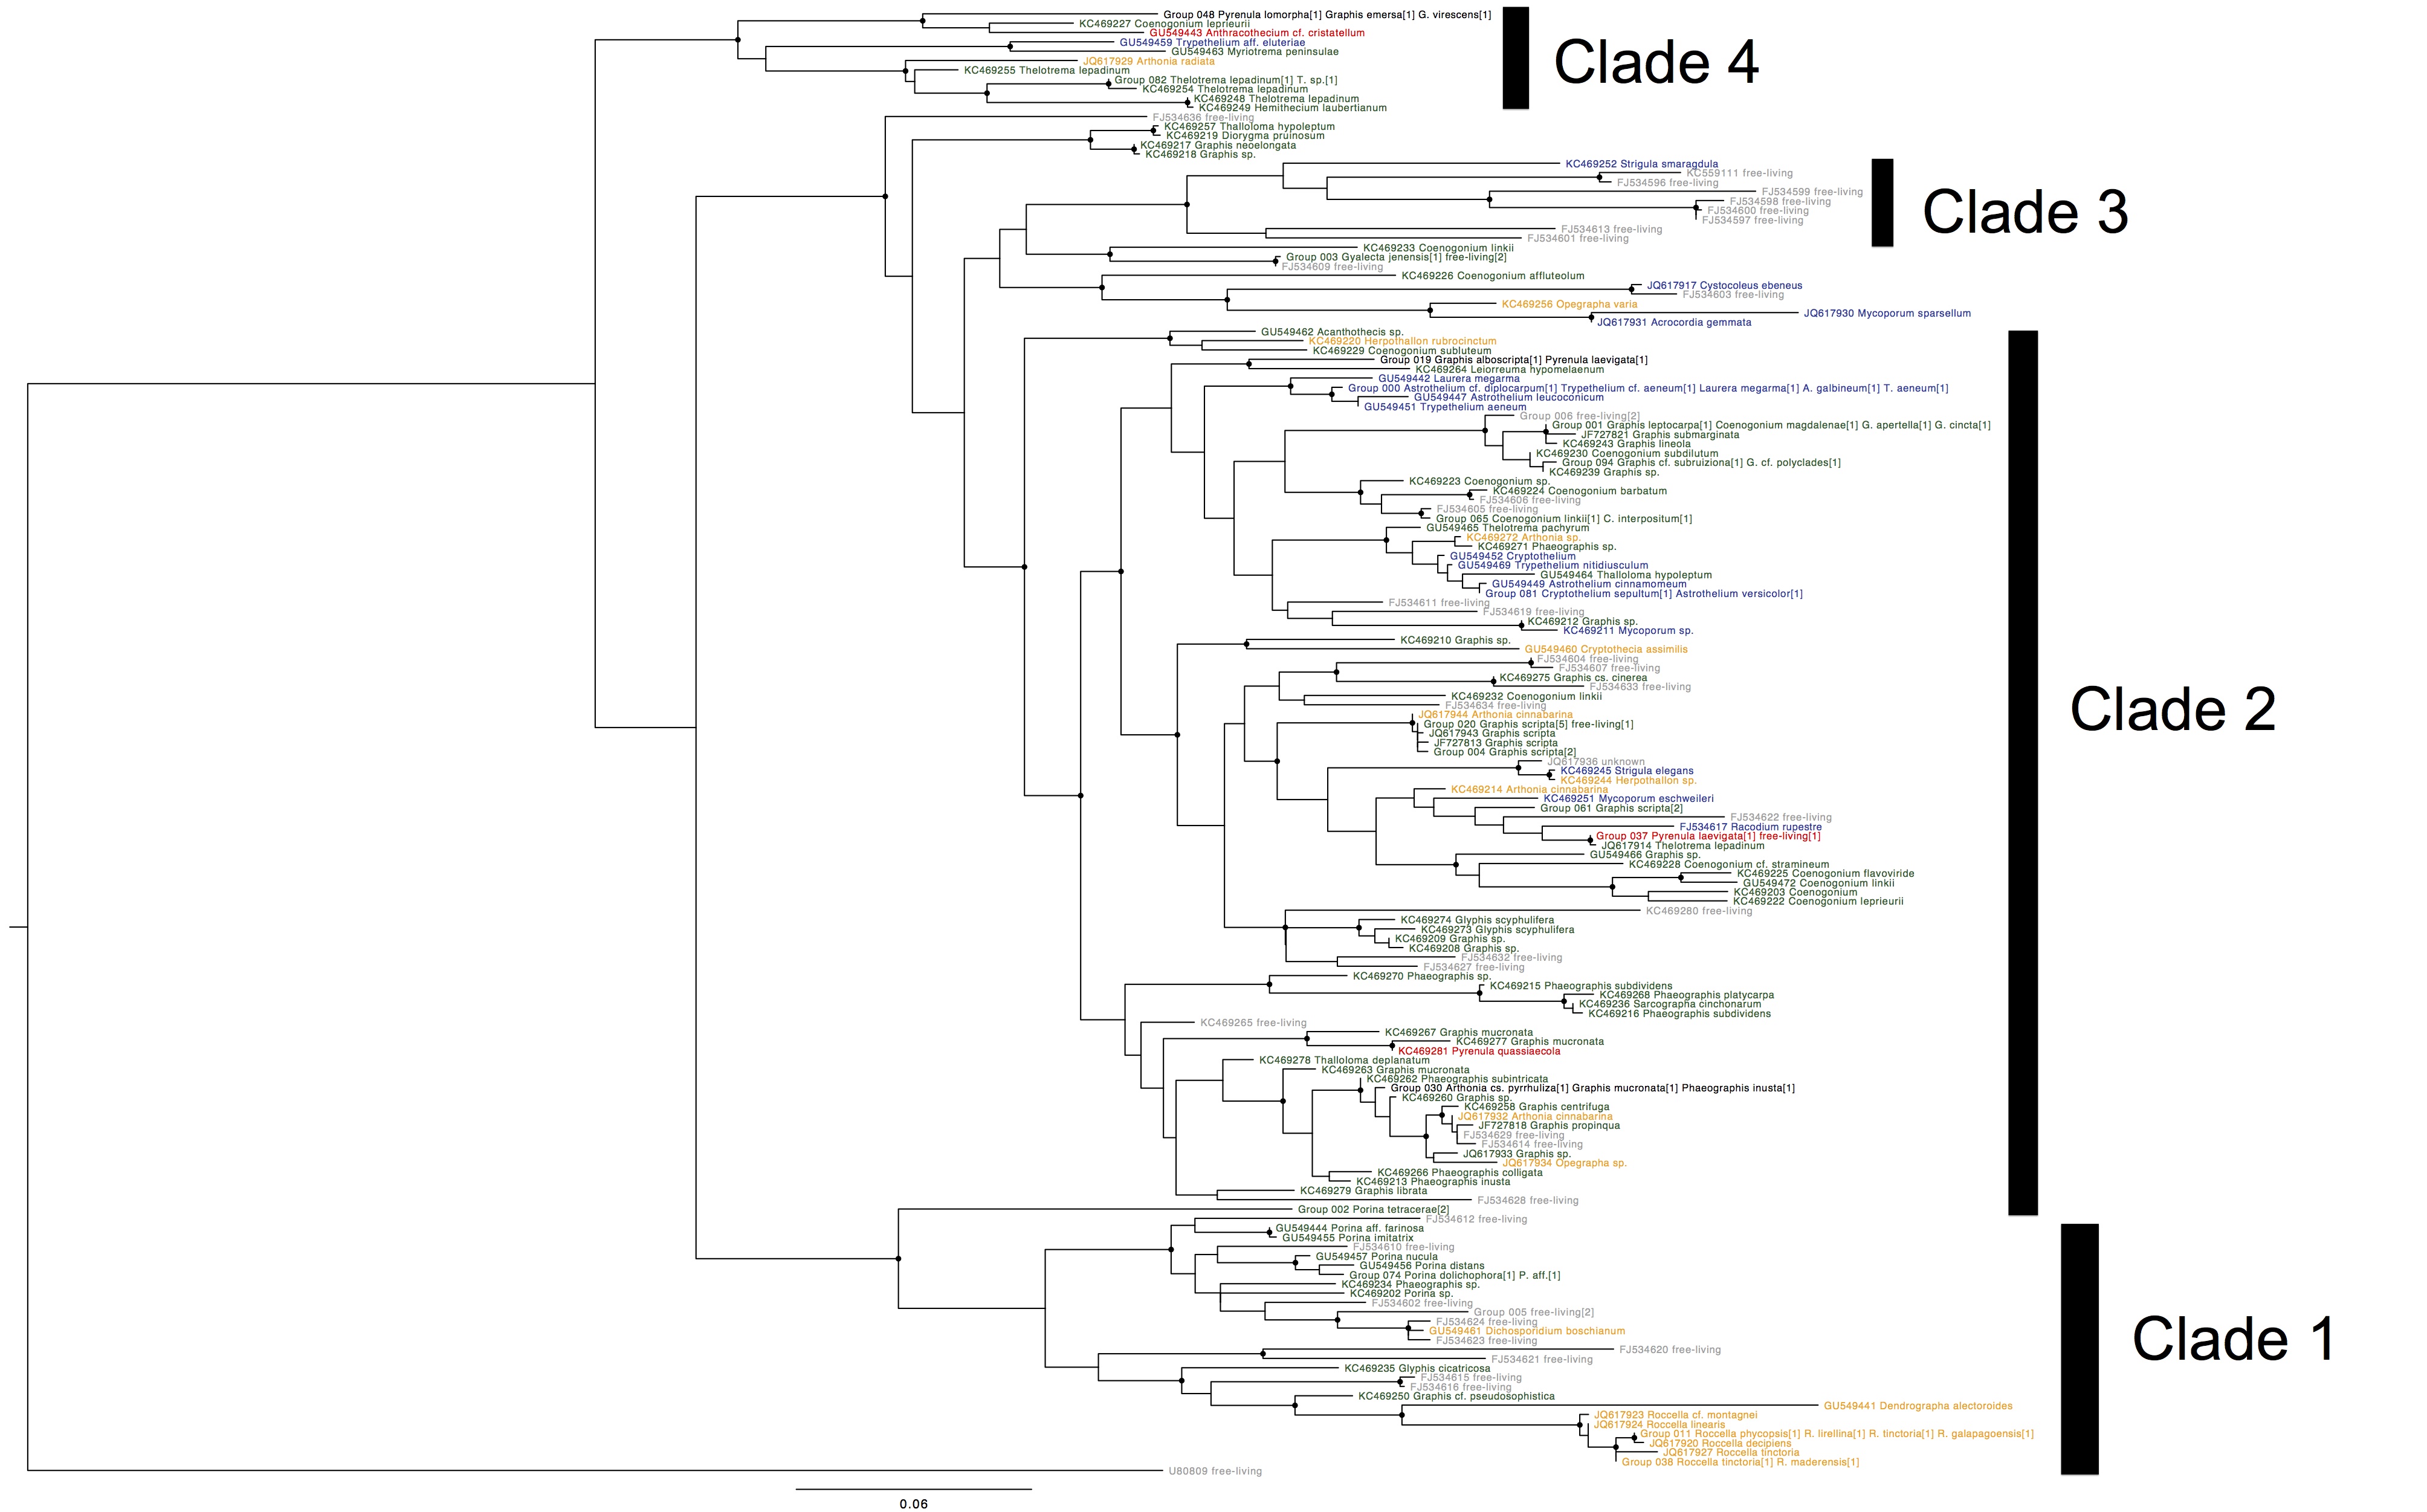 Group 048 Pyrenula lomorpha[1] Graphis emersa[1] G. virescens[1]
KC469227 Coenogonium leprieurii
GU549443 Anthracothecium cf. cristatellum
GU549459 Trypethelium aff. eluteriae
GU549463 Myriotrema peninsulae
JQ617929 Arthonia radiata
KC469255 Thelotrema lepadinum
Group 082 Thelotrema lepadinum[1] T. sp.[1]
KC469254 Thelotrema lepadinum
KC469248 Thelotrema lepadinum
KC469249 Hemithecium laubertianum
Clade 4
FJ534636 free-living
KC469257 Thalloloma hypoleptum
KC469219 Diorygma pruinosum
KC469217 Graphis neoelongata
KC469218 Graphis sp.
KC469252 Strigula smaragdula
KC559111 free-living
FJ534596 free-living
FJ534599 free-living
FJ534598 free-living
FJ534600 free-living
FJ534597 free-living
FJ534613 free-living
FJ534601 free-living
Clade 3
KC469233 Coenogonium linkii
Group 003 Gyalecta jenensis[1] free-living[2]
FJ534609 free-living
KC469226 Coenogonium affluteolum
JQ617917 Cystocoleus ebeneus
FJ534603 free-living
KC469256 Opegrapha varia
JQ617930 Mycoporum sparsellum
JQ617931 Acrocordia gemmata
GU549462 Acanthothecis sp.
KC469220 Herpothallon rubrocinctum
KC469229 Coenogonium subluteum
Group 019 Graphis alboscripta[1] Pyrenula laevigata[1]
KC469264 Leiorreuma hypomelaenum
GU549442 Laurera megarma
Group 000 Astrothelium cf. diplocarpum[1] Trypethelium cf. aeneum[1] Laurera megarma[1] A. galbineum[1] T. aeneum[1]
GU549447 Astrothelium leucoconicum
GU549451 Trypethelium aeneum
Group 006 free-living[2]
Group 001 Graphis leptocarpa[1] Coenogonium magdalenae[1] G. apertella[1] G. cincta[1]
JF727821 Graphis submarginata
KC469243 Graphis lineola
KC469230 Coenogonium subdilutum
Group 094 Graphis cf. subruiziona[1] G. cf. polyclades[1]
KC469239 Graphis sp.
KC469223 Coenogonium sp.
KC469224 Coenogonium barbatum
FJ534606 free-living
FJ534605 free-living
Group 065 Coenogonium linkii[1] C. interpositum[1]
GU549465 Thelotrema pachyrum
KC469272 Arthonia sp.
KC469271 Phaeographis sp.
GU549452 Cryptothelium
GU549469 Trypethelium nitidiusculum
GU549464 Thalloloma hypoleptum
GU549449 Astrothelium cinnamomeum
Group 081 Cryptothelium sepultum[1] Astrothelium versicolor[1]
FJ534611 free-living
FJ534619 free-living
KC469212 Graphis sp.
KC469211 Mycoporum sp.
KC469210 Graphis sp.
GU549460 Cryptothecia assimilis
FJ534604 free-living
FJ534607 free-living
KC469275 Graphis cs. cinerea
FJ534633 free-living
KC469232 Coenogonium linkii
FJ534634 free-living
JQ617944 Arthonia cinnabarina
Group 020 Graphis scripta[5] free-living[1]
JQ617943 Graphis scripta
JF727813 Graphis scripta
Group 004 Graphis scripta[2]
Clade 2
JQ617936 unknown
KC469245 Strigula elegans
KC469244 Herpothallon sp.
KC469214 Arthonia cinnabarina
KC469251 Mycoporum eschweileri
Group 061 Graphis scripta[2]
FJ534622 free-living
FJ534617 Racodium rupestre
Group 037 Pyrenula laevigata[1] free-living[1]
JQ617914 Thelotrema lepadinum
GU549466 Graphis sp.
KC469228 Coenogonium cf. stramineum
KC469225 Coenogonium flavoviride
GU549472 Coenogonium linkii
KC469203 Coenogonium
KC469222 Coenogonium leprieurii
KC469280 free-living
KC469274 Glyphis scyphulifera
KC469273 Glyphis scyphulifera
KC469209 Graphis sp.
KC469208 Graphis sp.
FJ534632 free-living
FJ534627 free-living
KC469270 Phaeographis sp.
KC469215 Phaeographis subdividens
KC469268 Phaeographis platycarpa
KC469236 Sarcographa cinchonarum
KC469216 Phaeographis subdividens
KC469265 free-living
KC469267 Graphis mucronata
KC469277 Graphis mucronata
KC469281 Pyrenula quassiaecola
KC469278 Thalloloma deplanatum
KC469263 Graphis mucronata
KC469262 Phaeographis subintricata
Group 030 Arthonia cs. pyrrhuliza[1] Graphis mucronata[1] Phaeographis inusta[1]
KC469260 Graphis sp.
KC469258 Graphis centrifuga
JQ617932 Arthonia cinnabarina
JF727818 Graphis propinqua
FJ534629 free-living
FJ534614 free-living
JQ617933 Graphis sp.
JQ617934 Opegrapha sp.
KC469266 Phaeographis colligata
KC469213 Phaeographis inusta
KC469279 Graphis librata
FJ534628 free-living
Group 002 Porina tetracerae[2]
FJ534612 free-living
GU549444 Porina aff. farinosa
GU549455 Porina imitatrix
FJ534610 free-living
GU549457 Porina nucula
GU549456 Porina distans
Group 074 Porina dolichophora[1] P. aff.[1]
KC469234 Phaeographis sp.
KC469202 Porina sp.
FJ534602 free-living
Group 005 free-living[2]
FJ534624 free-living
GU549461 Dichosporidium boschianum
FJ534623 free-living
Clade 1
FJ534620 free-living
FJ534621 free-living
KC469235 Glyphis cicatricosa
FJ534615 free-living
FJ534616 free-living
KC469250 Graphis cf. pseudosophistica
GU549441 Dendrographa alectoroides
JQ617923 Roccella cf. montagnei
JQ617924 Roccella linearis
Group 011 Roccella phycopsis[1] R. lirellina[1] R. tinctoria[1] R. galapagoensis[1]
JQ617920 Roccella decipiens
JQ617927 Roccella tinctoria
Group 038 Roccella tinctoria[1] R. maderensis[1]
U80809 free-living
0.06